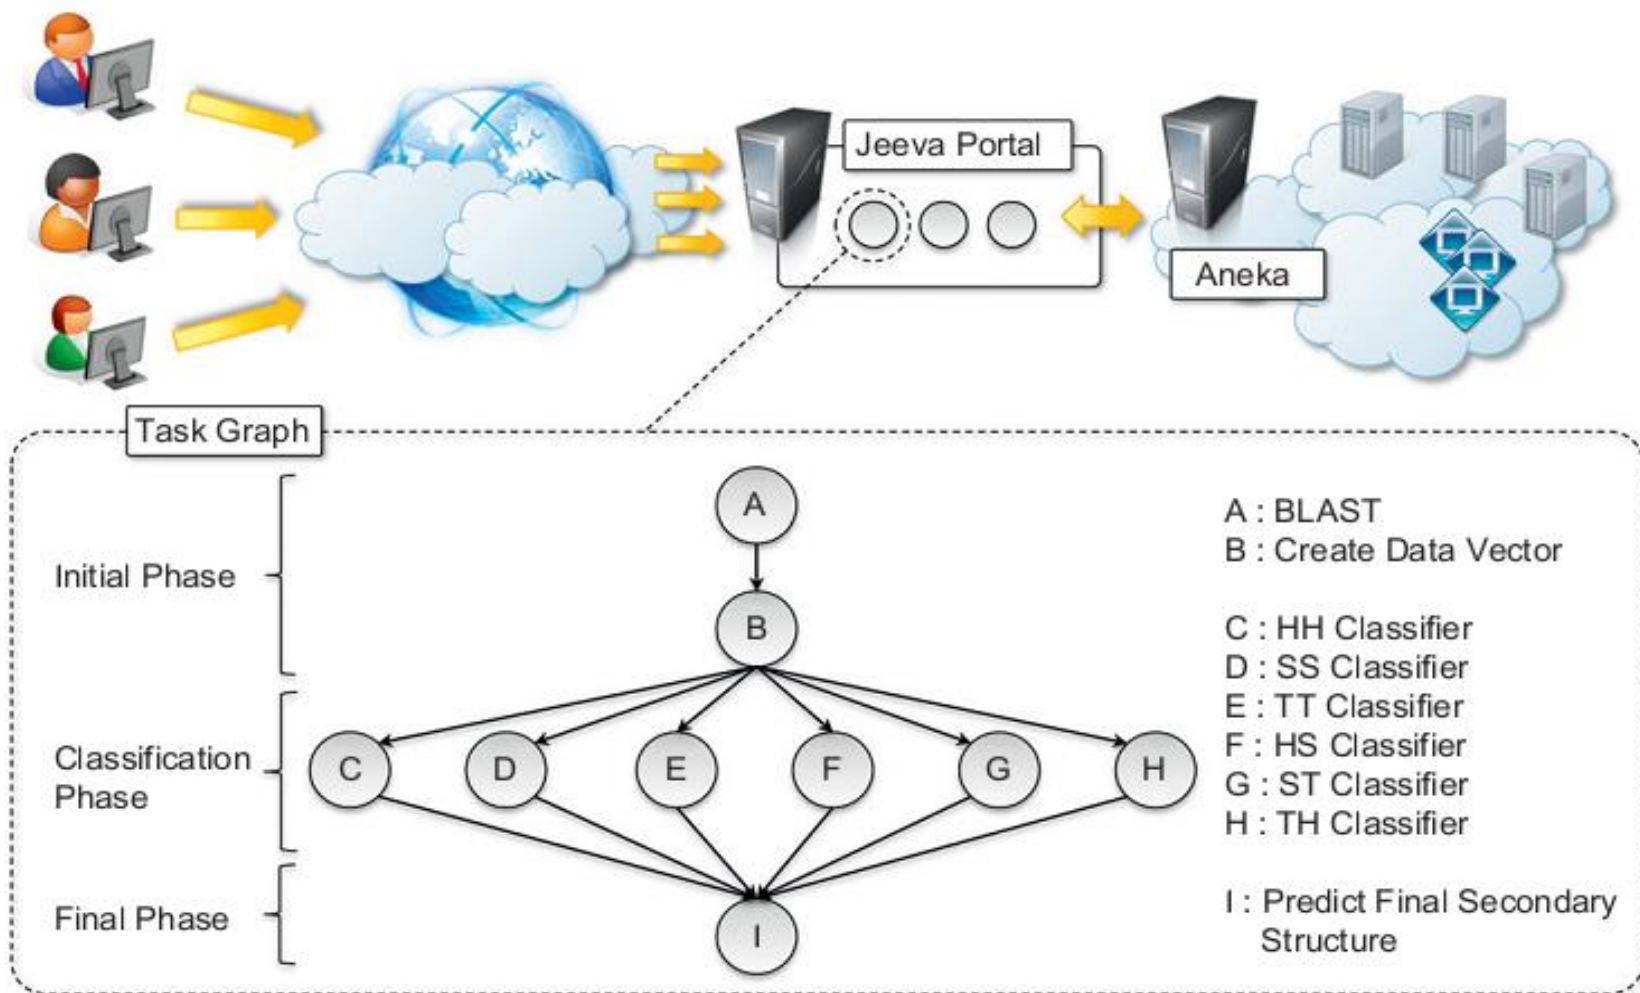 Jeeva Portal
Aneka
Task Graph
Initial Phase
Classification
Phase
Final Phase
A
B
C
D
E
F
G
H
I
A : BLAST
B : Create Data Vector
C : HH Classifier
D : SS Classifier
E : TT Classifier
F : HS Classifier
G : ST Classifier
H : TH Classifier
I : Predict Final Secondary
Structure